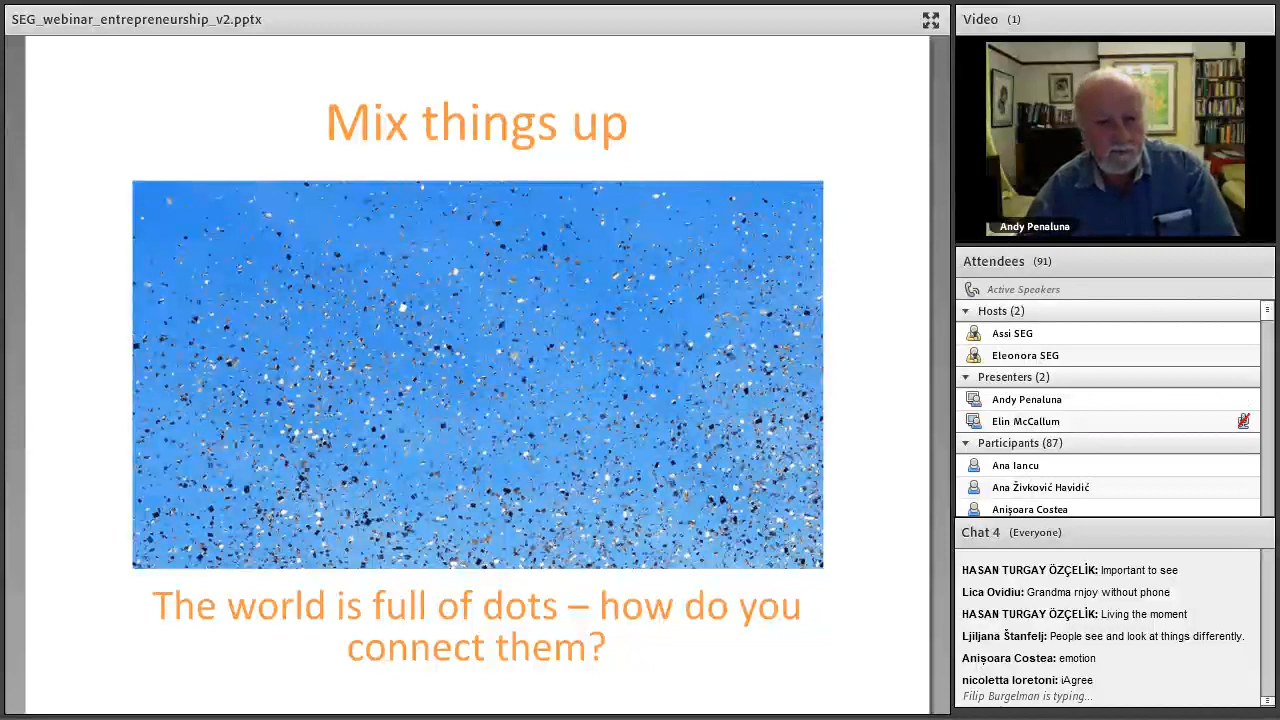 SEG_webinar_entrepreneurship_v2.pptx
Mix things up
The world is full of dots – how do you
connect them?
Video (1)
Andy Penaluna
Attendees (91)
Active Speakers
Hosts (2)
Assi SEG
Eleonora SEG
Presenters (2)
Andy Penaluna
Elin McCallum
Participants (87)
Ana Iancu
Ana Živković Havidić
Anișoara Costea
Chat 4 (Everyone)
HASAN TURGAY ÖZÇELİK: Important to see
Lica Ovidiu: Grandma rnjoy without phone
HASAN TURGAY ÖZÇELİK: Living the moment
Ljiljana Štanfelj: People see and look at things differently.
Anișoara Costea: emotion
nicoletta loretoni: iAgree
Filip Burgelman is typing...